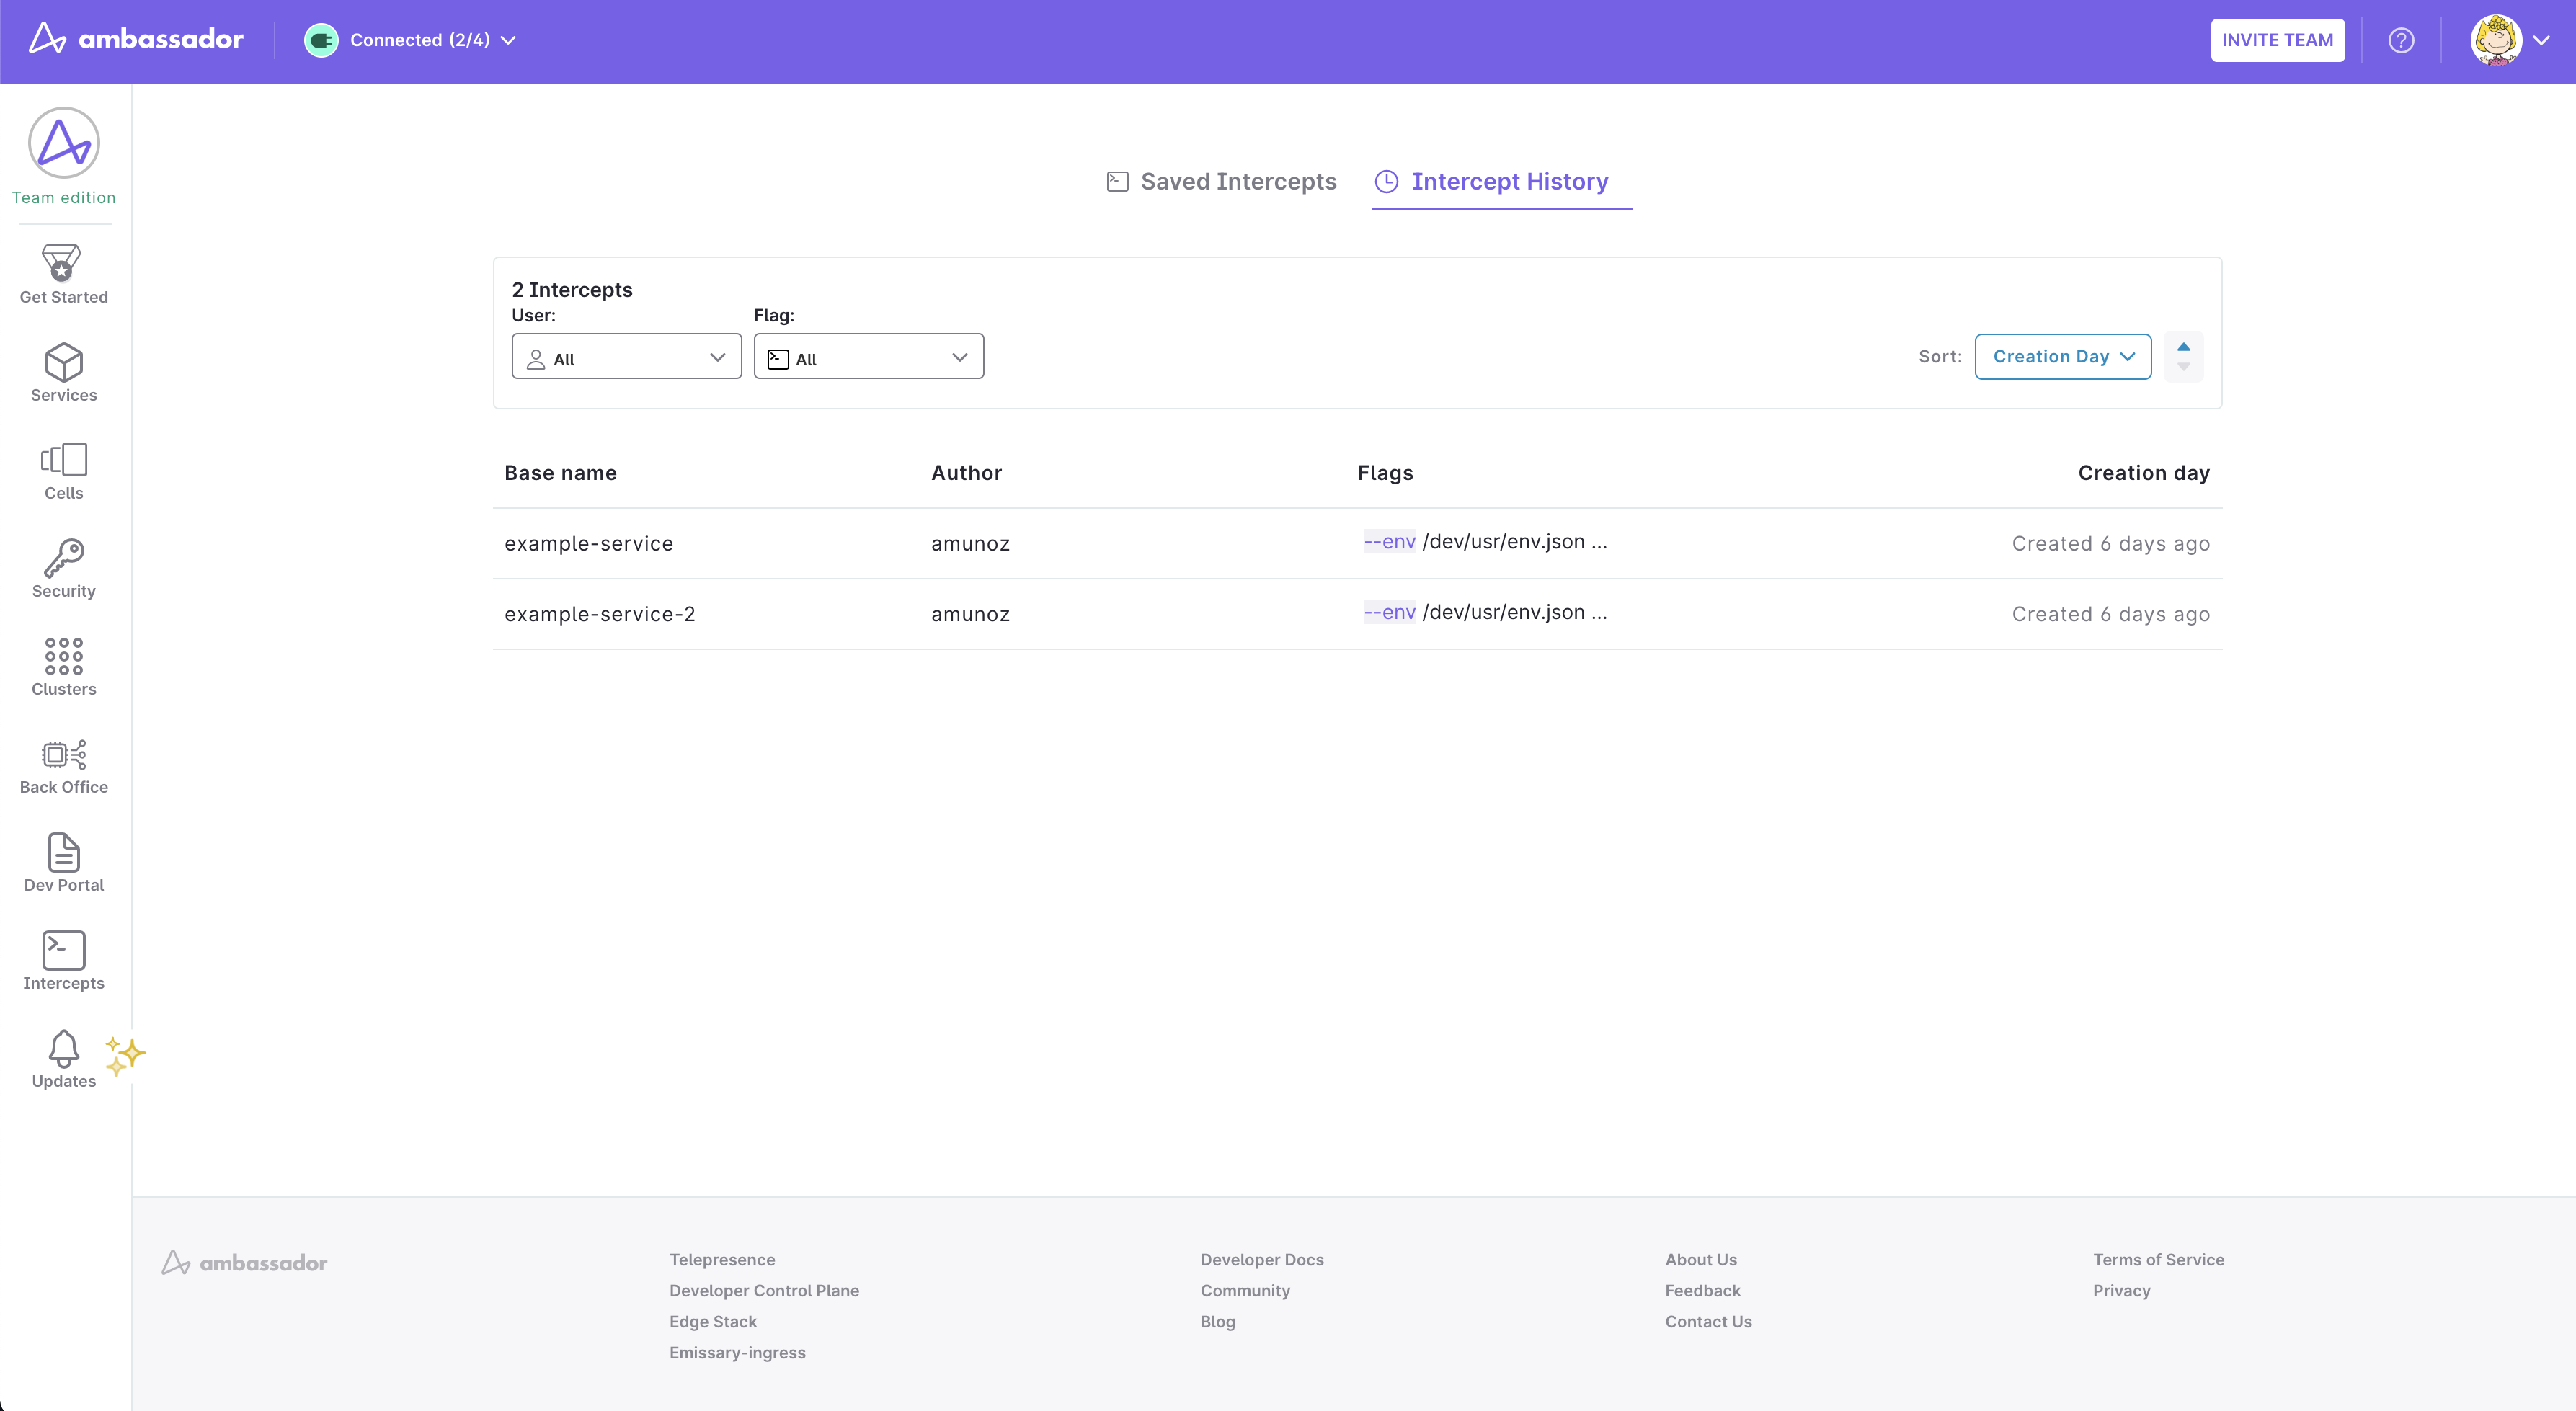 ambassador
Connected (2/4)
INVITE TEAM
?
Team edition
Get Started
Services
Cells
Security
Clusters
Back Office
Dev Portal
Intercepts
Updates
Saved Intercepts
Intercept History
2 Intercepts
User:
Flag:
All
All
Sort:
Creation Day
Base name Author Flags Creation day
example-service amunoz --env /dev/usr/env.json ... Created 6 days ago
example-service-2 amunoz --env /dev/usr/env.json ... Created 6 days ago
ambassador
Telepresence
Developer Control Plane
Edge Stack
Emissary-ingress
Developer Docs
Community
Blog
About Us
Feedback
Contact Us
Terms of Service
Privacy